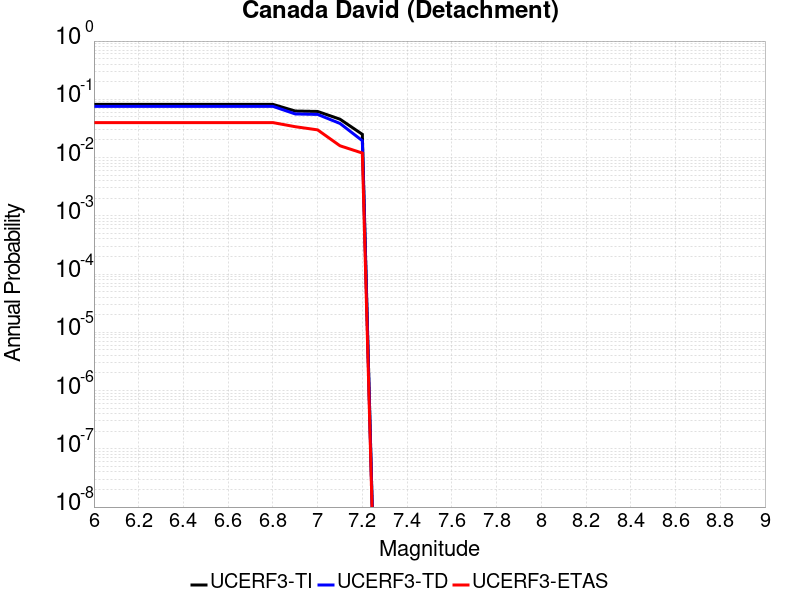 Canada David (Detachment)
10^0
10^-1
10^-2
10^-3
10^-4
10^-5
10^-6
10^-7
10^-8
Annual Probability
6 6.2 6.4 6.6 6.8 7 7.2 7.4 7.6 7.8 8 8.2 8.4 8.6 8.8 9
Magnitude
UCERF3-TI UCERF3-TD UCERF3-ETAS